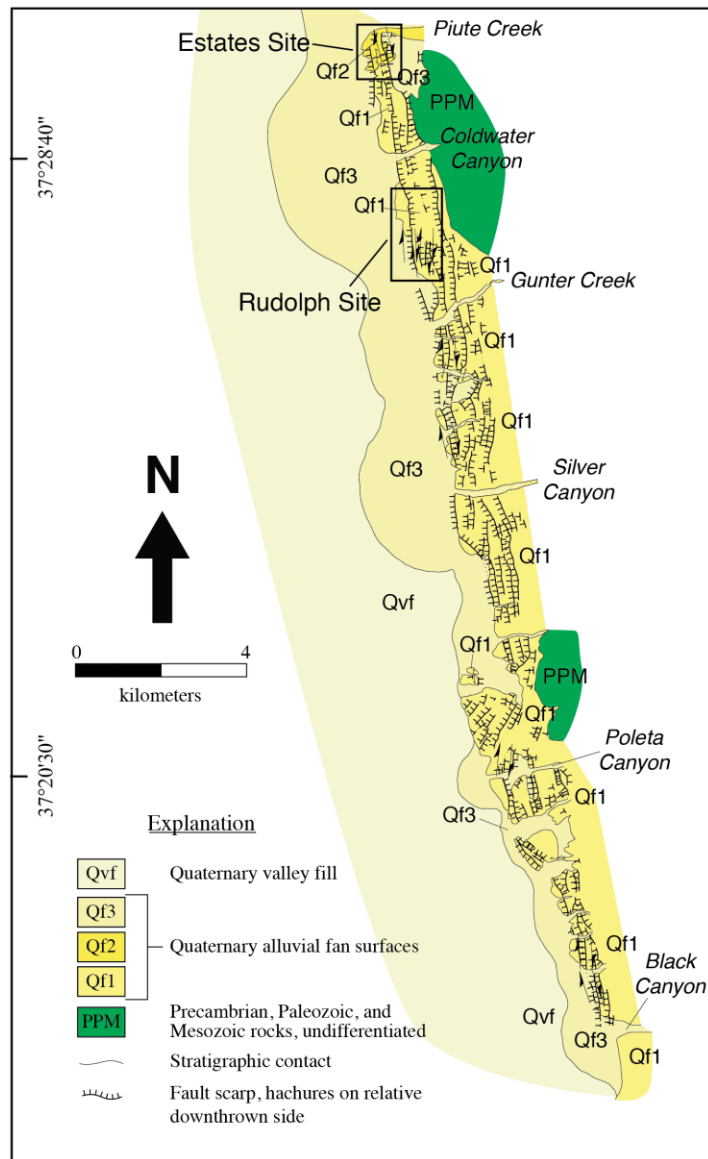 Estates Site
Piute Creek
Qf2
Qf3
PPM
Qf1
Coldwater
Canyon
37°28'40"
Qf3
Qf1
Rudolph Site
Qf1
Gunter Creek
Qf1
Qf1
Qf3
Silver
Canyon
N
Qf1
Qvf
0
4
kilometers
Qf1
PPM
Qf1
Poleta
Canyon
37°20'30"
Qf1
Qf3
Explanation
Qvf
Quaternary valley fill
Qf3
Qf2
Quaternary alluvial fan surfaces
Qf1
PPM
Precambrian, Paleozoic, and
Mesozoic rocks, undifferentiated
Stratigraphic contact
Fault scarp, hachures on relative
downthrown side
Qf1
Black
Canyon
Qvf
Qf3
Qf1